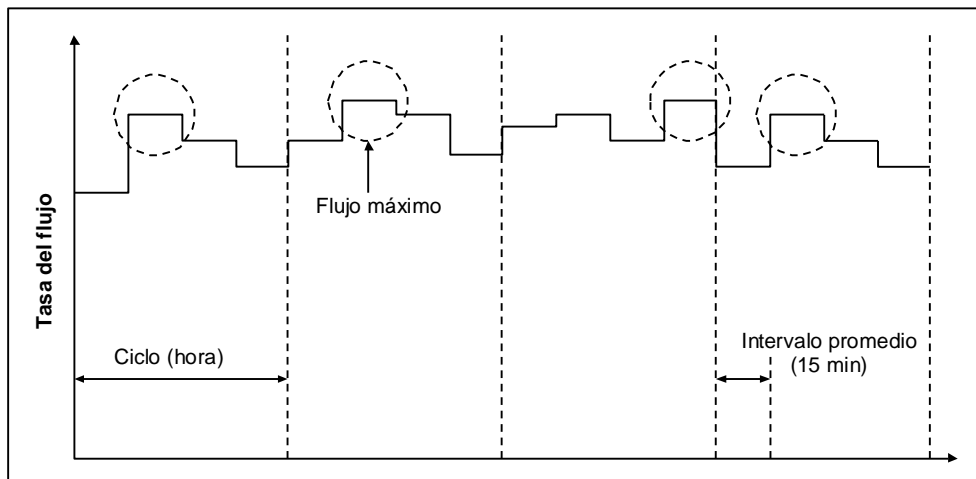 Tasa del flujo
Flujo máximo
Ciclo (hora)
Intervalo promedio
(15 min)